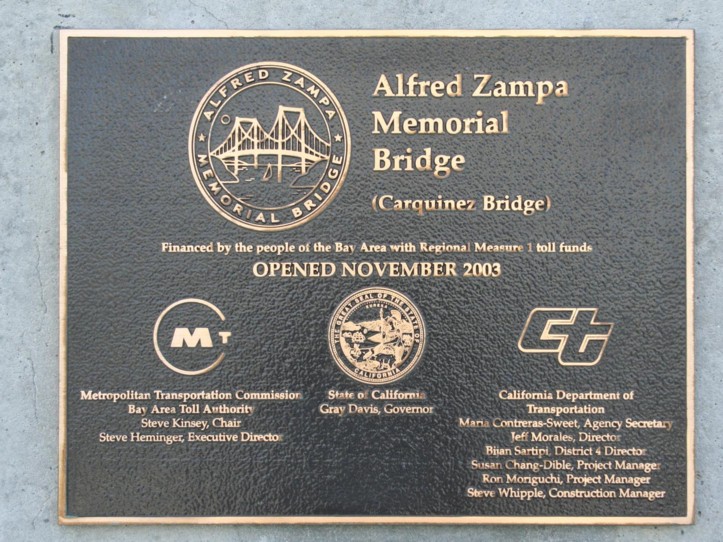 ALFRED ZAMPA
MEMORIAL BRIDGE
Alfred Zampa
Memorial
Bridge
(Carquinez Bridge)
Financed by the people of the Bay Area with Regional Measure 1 toll funds
OPENED NOVEMBER 2003
MT
Metropolitan Transportation Commission
Bay Area Toll Authority
Steve Kinsey, Chair
Steve Heminger, Executive Director
THE GREAT SEAL OF THE STATE OF
CALIFORNIA
State of California
Gray Davis, Governor
Ct
California Department of
Transportation
Maria Contreras-Sweet, Agency Secretary
Jeff Morales, Director
Bijan Sartipi, District 4 Director
Susan Chang-Dible, Project Manager
Ron Moriguchi, Project Manager
Steve Whipple, Construction Manager